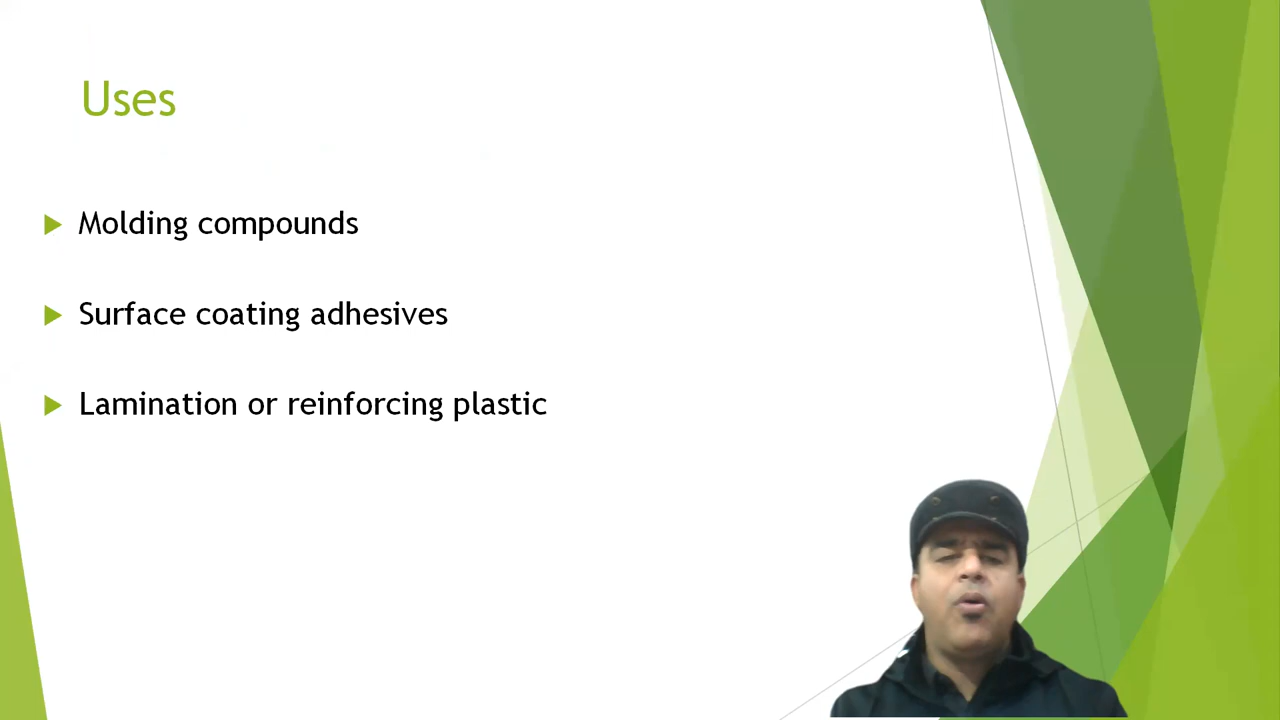 Uses
Molding compounds
Surface coating adhesives
Lamination or reinforcing plastic